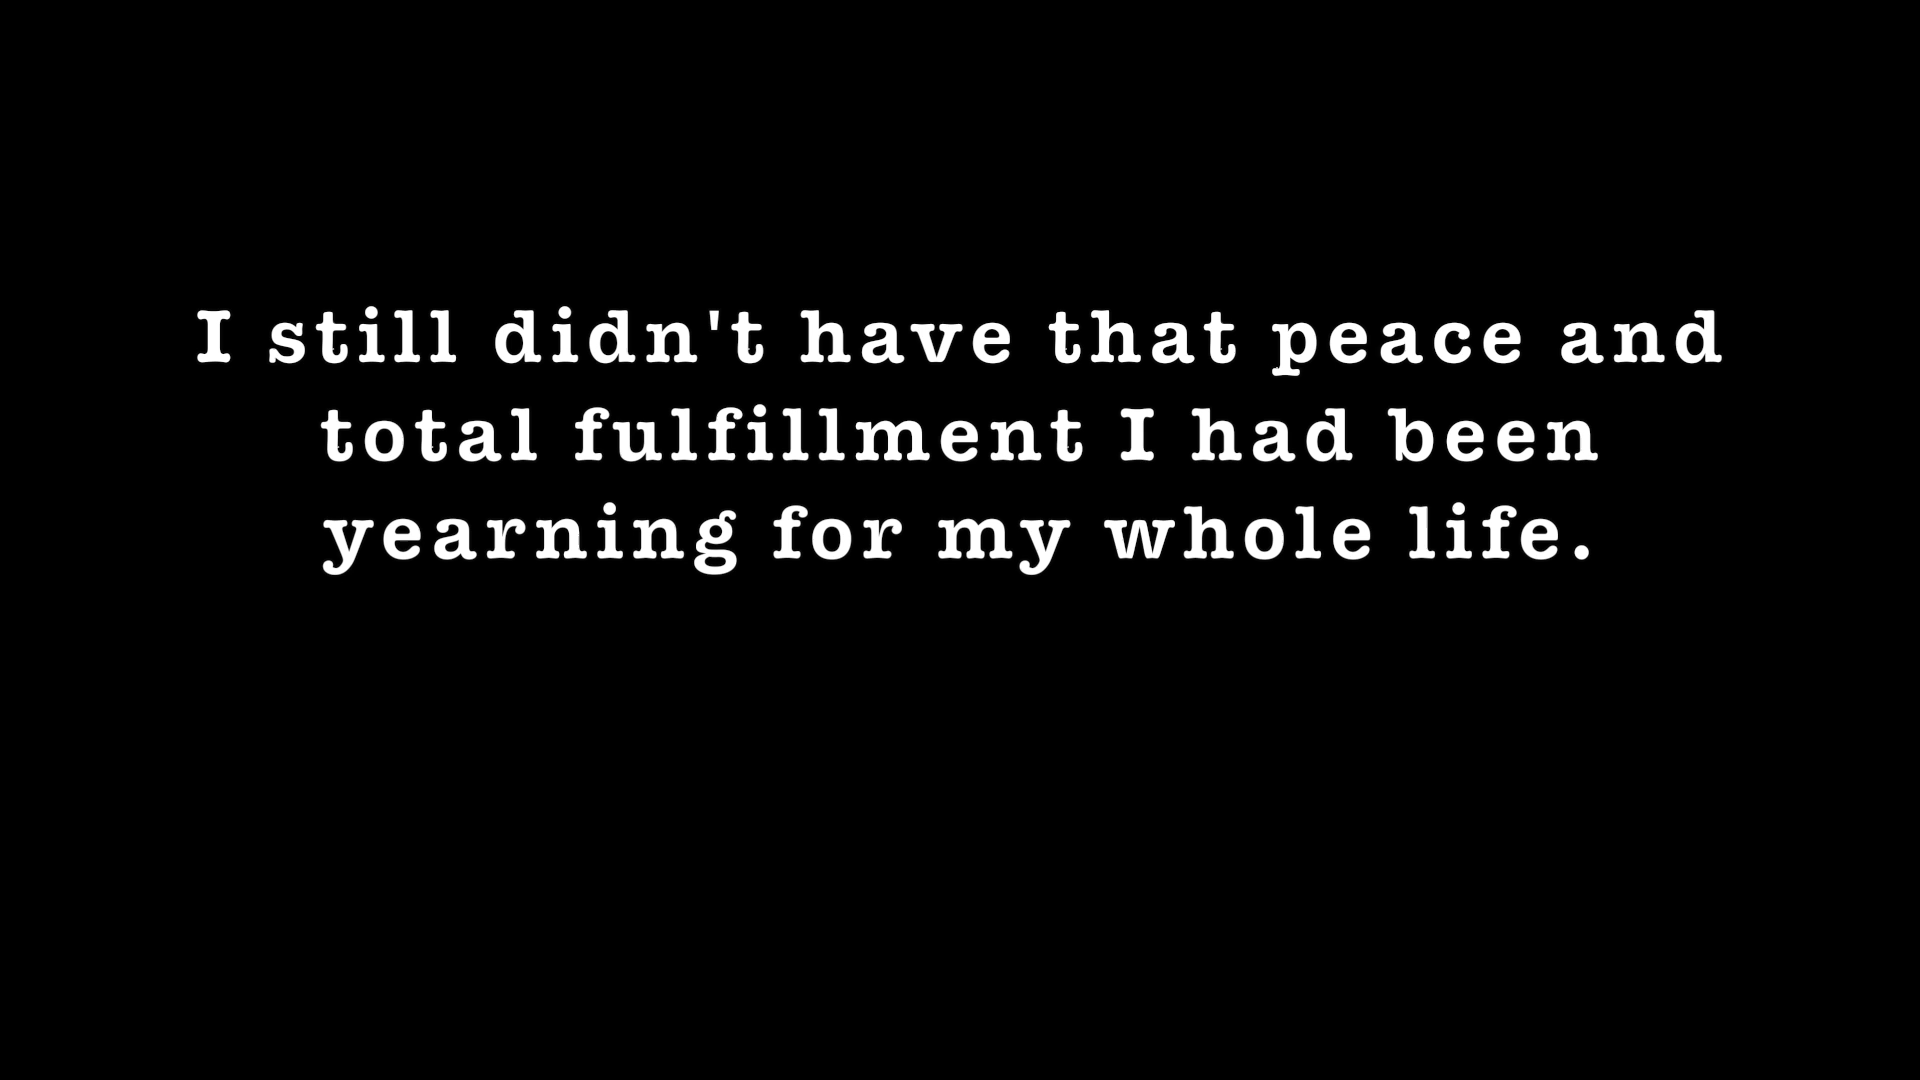 I still didn't have that peace and
total fulfillment I had been
yearning for my whole life.